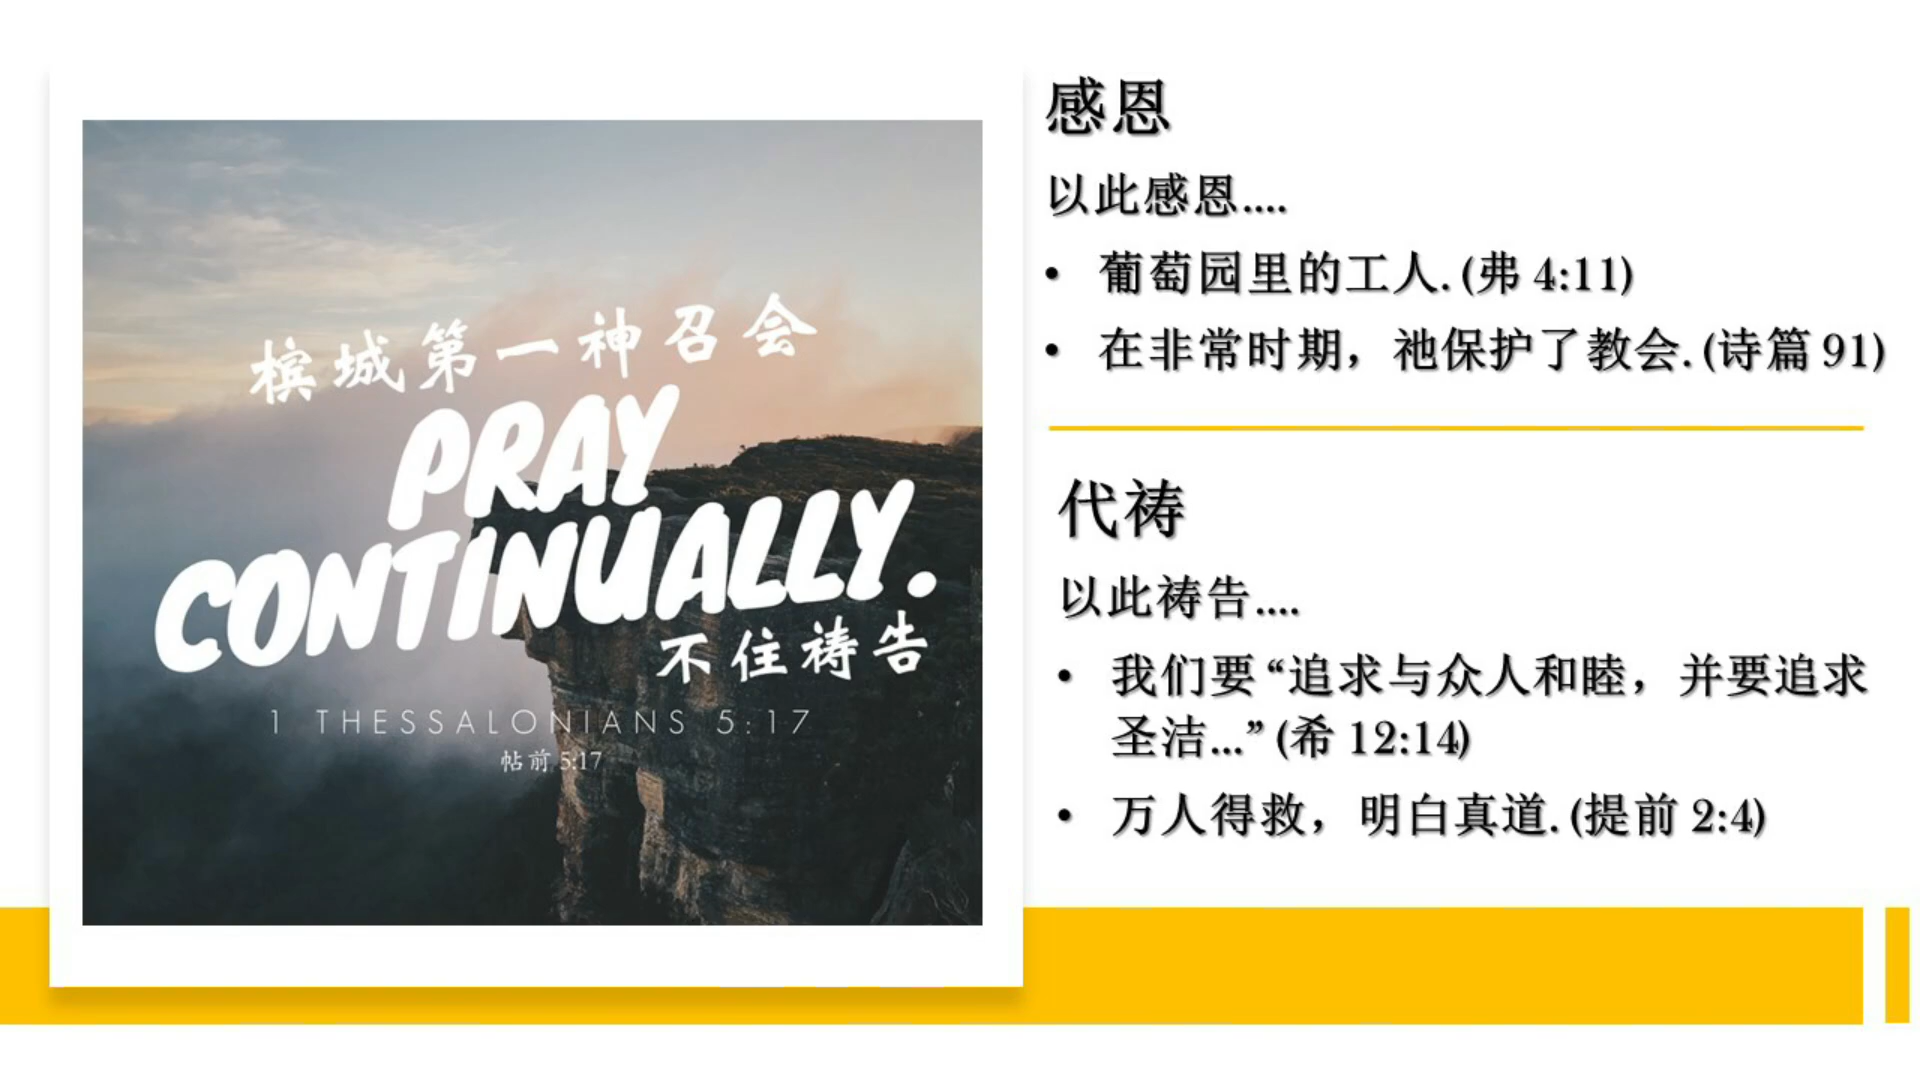 槟城第一神召会
PRAY
CONTINUALLY.
不住祷告
1 THESSALONIANS 5:17
帖前 5:17
感恩
以此感恩....
• 葡萄园里的工人. (弗 4:11)
• 在非常时期，祂保护了教会. (诗篇 91)
代祷
以此祷告....
• 我们要 “追求与众人和睦，并要追求
圣洁...” (希 12:14)
• 万人得救，明白真道. (提前 2:4)